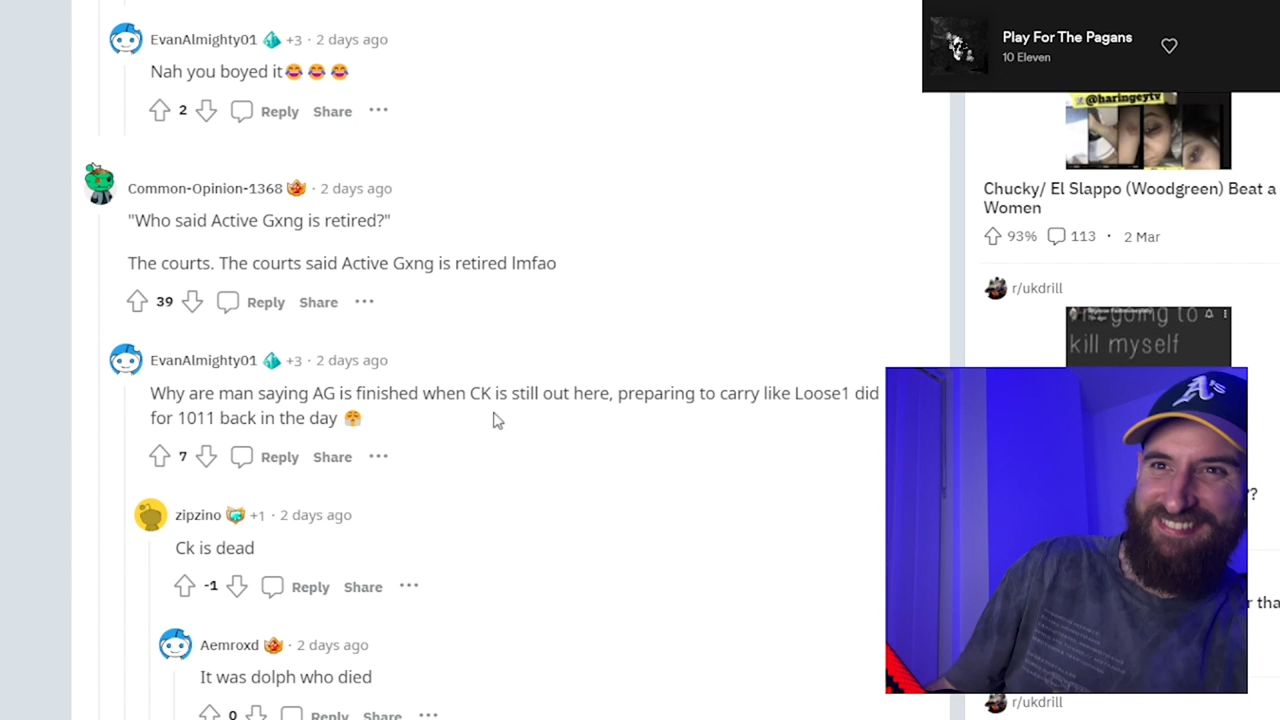 EvanAlmighty01 +3 · 2 days ago
Nah you boyed it😂😂😂
2 Reply Share ···
Common-Opinion-1368 · 2 days ago
"Who said Active Gxng is retired?"
The courts. The courts said Active Gxng is retired lmfao
39 Reply Share ···
EvanAlmighty01 +3 · 2 days ago
Why are man saying AG is finished when CK is still out here, preparing to carry like Loose1 did
for 1011 back in the day 😤
7 Reply Share ···
zipzino +1 · 2 days ago
Ck is dead
-1 Reply Share ···
Aemroxd · 2 days ago
It was dolph who died
0 Reply Share ···
Play For The Pagans
10 Eleven
@haringeytv
Chucky/ El Slappo (Woodgreen) Beat a
Women
93% 113 · 2 Mar
r/ukdrill
going to
kill myself
A's
??
r tha
r/ukdrill